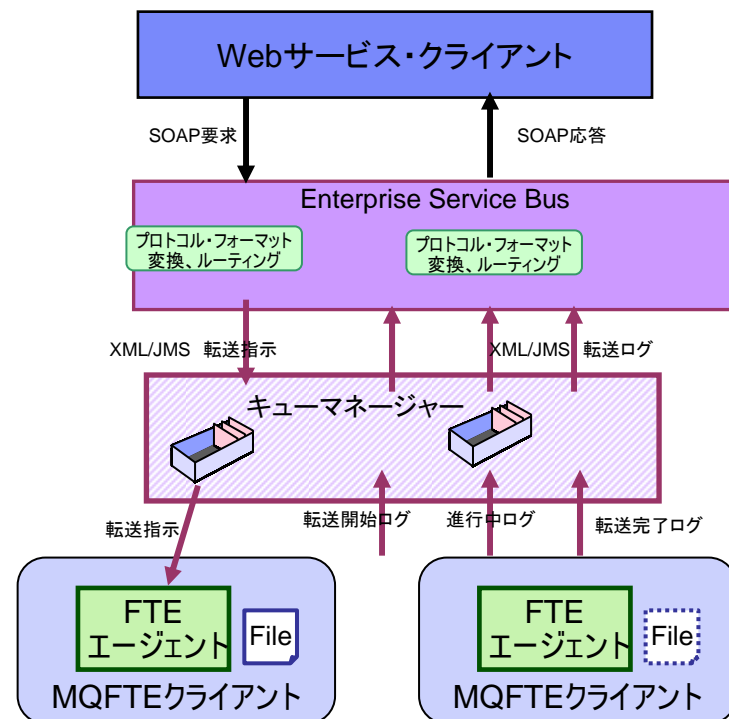 Webサービス・クライアント
SOAP要求
SOAP応答
Enterprise Service Bus
プロトコル・フォーマット
変換、ルーティング
プロトコル・フォーマット
変換、ルーティング
XML/JMS 転送指示
XML/JMS 転送ログ
キューマネージャー
転送指示
転送開始ログ
進行中ログ
転送完了ログ
FTE
エージェント
File
MQFTEクライアント
FTE
エージェント
File
MQFTEクライアント